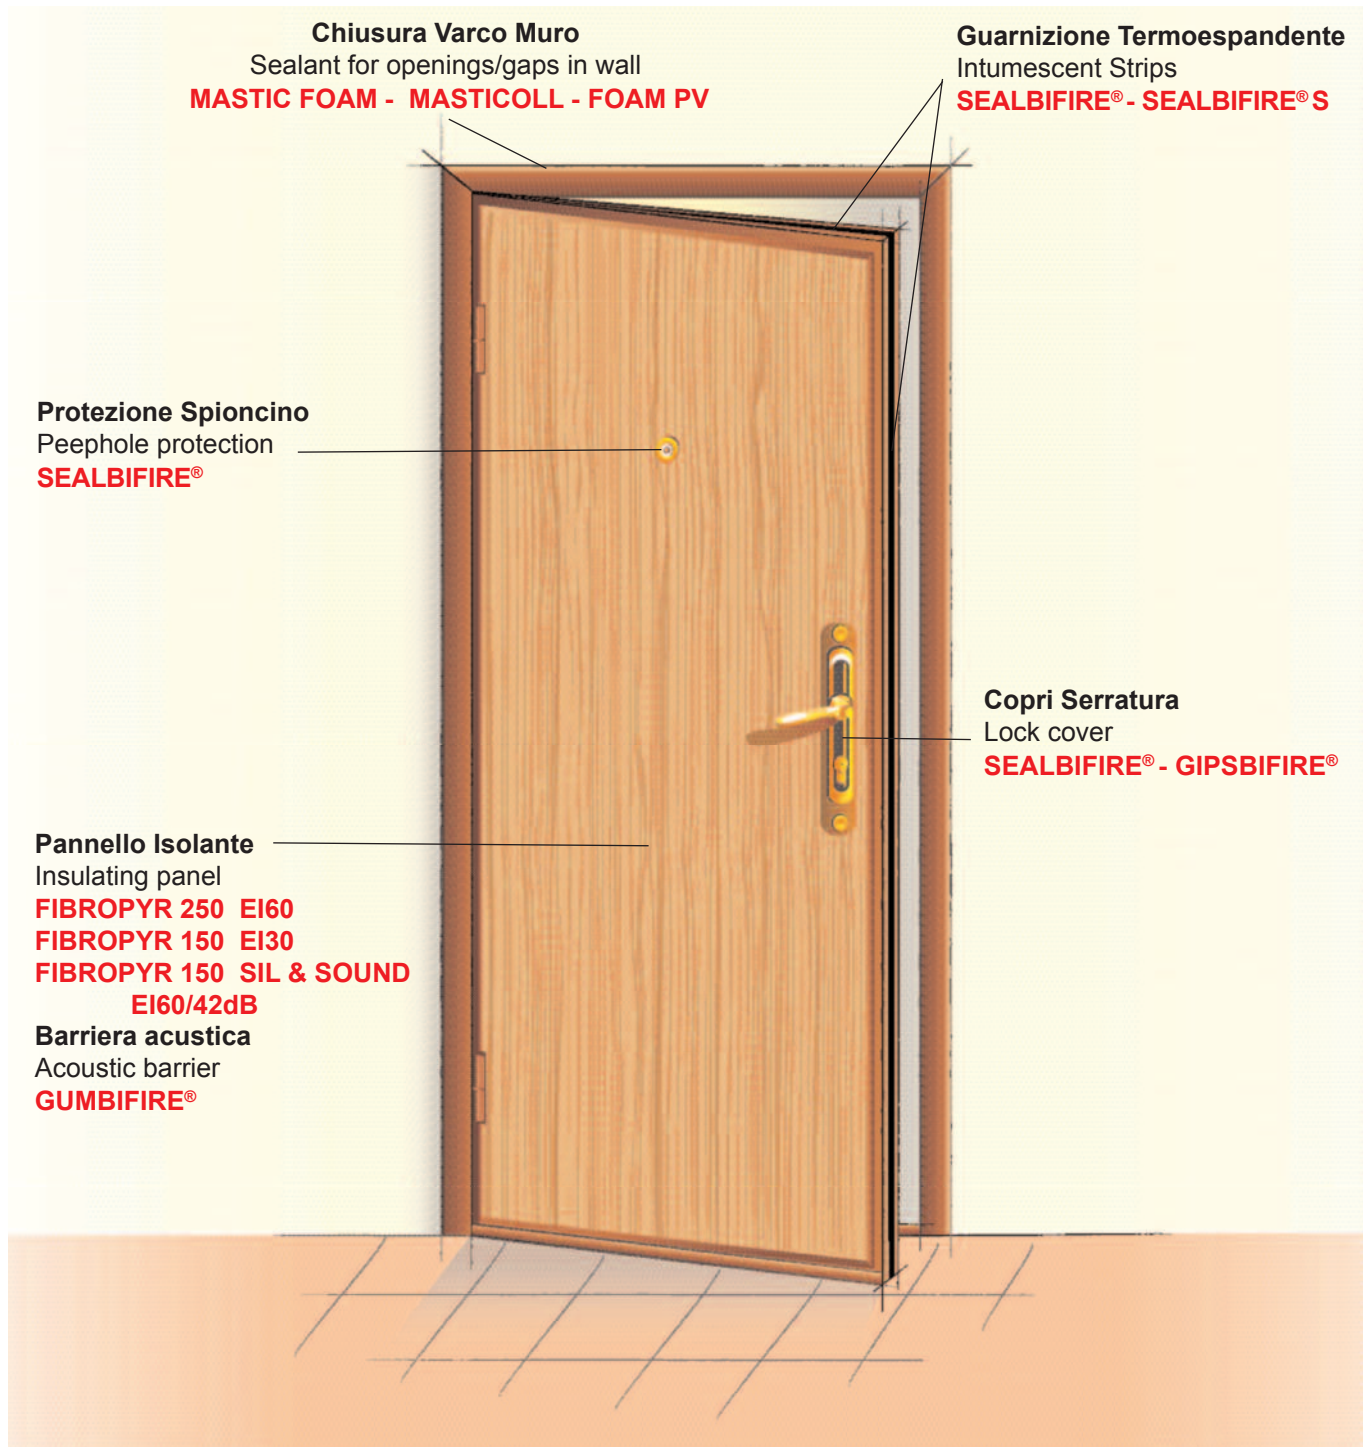 Chiusura Varco Muro
Sealant for openings/gaps in wall
MASTIC FOAM - MASTICOLL - FOAM PV
Guarnizione Termoespandente
Intumescent Strips
SEALBIFIRE® - SEALBIFIRE® S
Protezione Spioncino
Peephole protection
SEALBIFIRE®
Copri Serratura
Lock cover
SEALBIFIRE® - GIPSBIFIRE®
Pannello Isolante
Insulating panel
FIBROPYR 250 EI60
FIBROPYR 150 EI30
FIBROPYR 150 SIL & SOUND
EI60/42dB
Barriera acustica
Acoustic barrier
GUMBIFIRE®